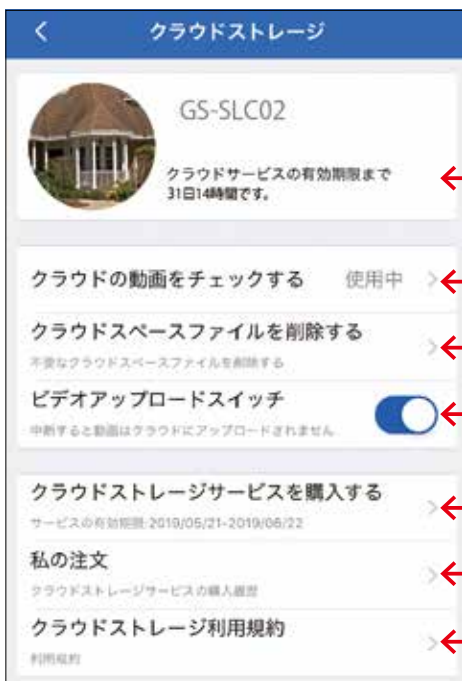 クラウドストレージ
GS-SLC02
クラウドサービスの有効期限まで
31日14時間です。
クラウドの動画をチェックする 使用中
クラウドスペースファイルを削除する
不要なクラウドスペースファイルを削除する
ビデオアップロードスイッチ
中断すると動画はクラウドにアップロードされません
クラウドストレージサービスを購入する
サービスの有効期限:2019/05/21-2019/06/22
私の注文
クラウドストレージサービスの購入履歴
クラウドストレージ利用規約
利用規約